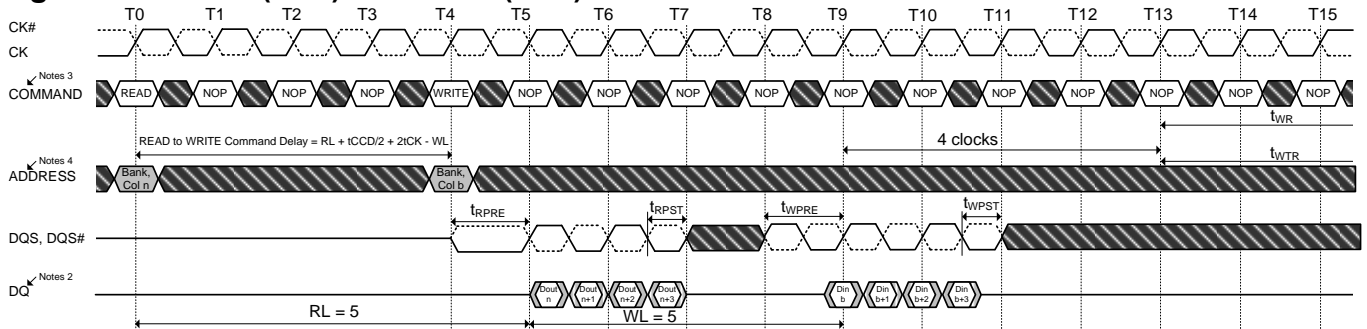 T0 T1 T2 T3 T4 T5 T6 T7 T8 T9 T10 T11 T12 T13 T14 T15
CK#
CK
Notes 3
COMMAND
READ NOP NOP NOP WRITE NOP NOP NOP NOP NOP NOP NOP NOP NOP NOP NOP
tWR
READ to WRITE Command Delay = RL + tCCD/2 + 2tCK - WL
4 clocks
Notes 4
ADDRESS
tWTR
Bank,
Col n
Bank,
Col b
tRPRE tRPST tWPRE tWPST
DQS, DQS#
Notes 2
DQ
Dout
n
Dout
n+1
Dout
n+2
Dout
n+3
Din
b
Din
b+1
Din
b+2
Din
b+3
RL = 5
WL = 5